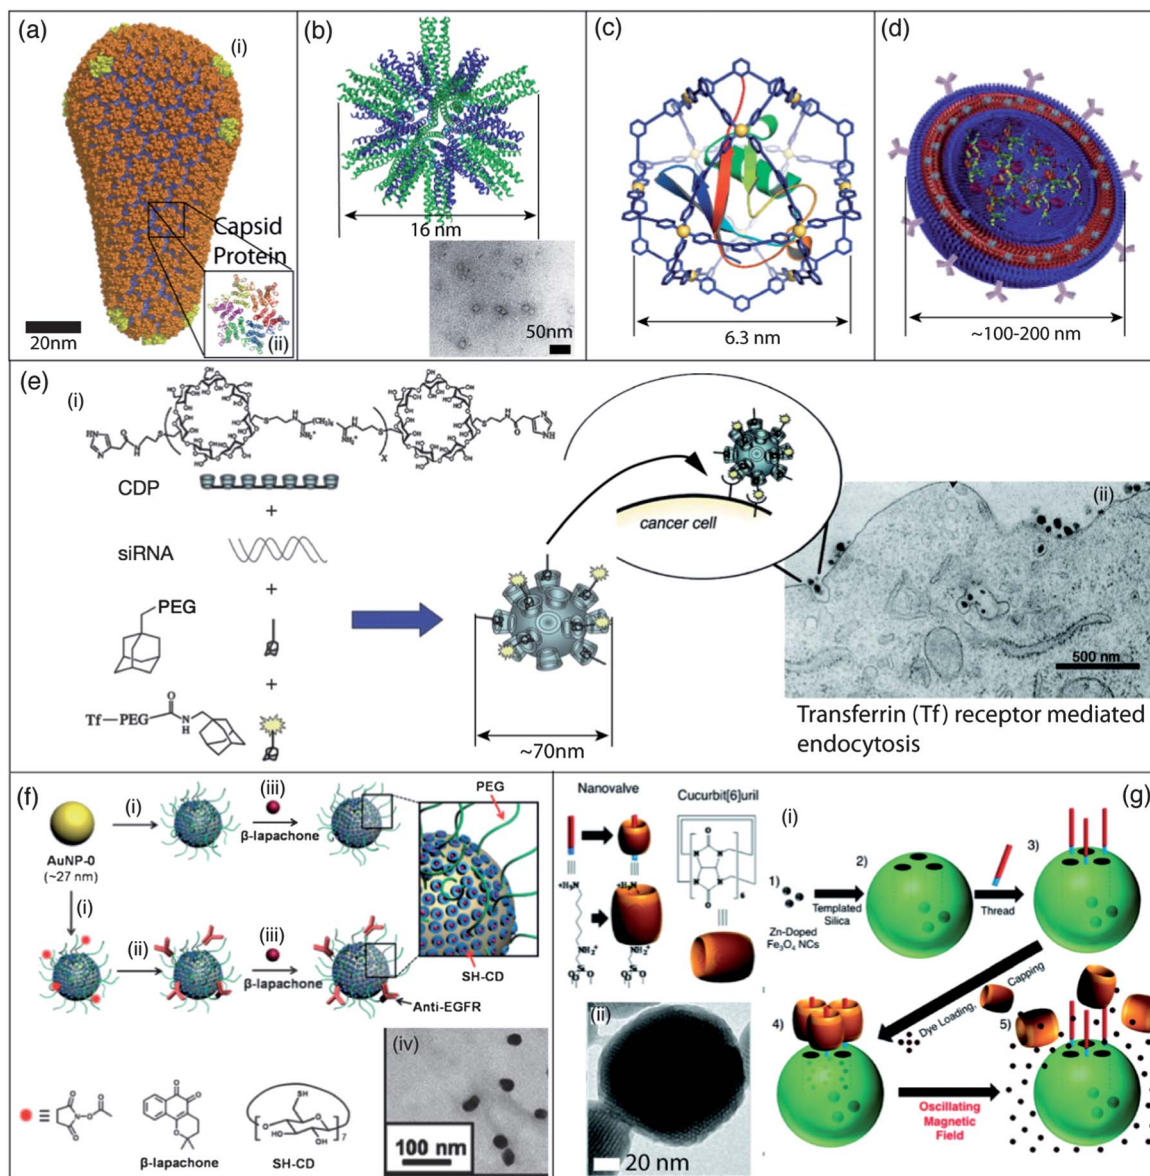 (a)
(i)
Capsid
Protein
(ii)
20nm
(b)
16 nm
50nm
(c)
6.3 nm
(d)
~100-200 nm
(e)
(i)
CDP
+
siRNA
+
PEG
+
Tf—PEG
O
N
H
+
~70nm
cancer cell
(ii)
500 nm
Transferrin (Tf) receptor mediated
endocytosis
(f)
AuNP-0
(~27 nm)
(i)
(iii)
β-lapachone
(i)
(ii)
(iii)
β-lapachone
PEG
SH-CD
Anti-EGFR
β-lapachone
SH
7
SH-CD
(iv)
100 nm
(g)
Nanovalve
Cucurbit[6]uril
(i)
1)
Zn-Doped
Fe3O4 NCs
Templated
Silica
2)
Thread
3)
Dye Loading,
Capping
4)
Oscillating
Magnetic
Field
5)
(ii)
20 nm